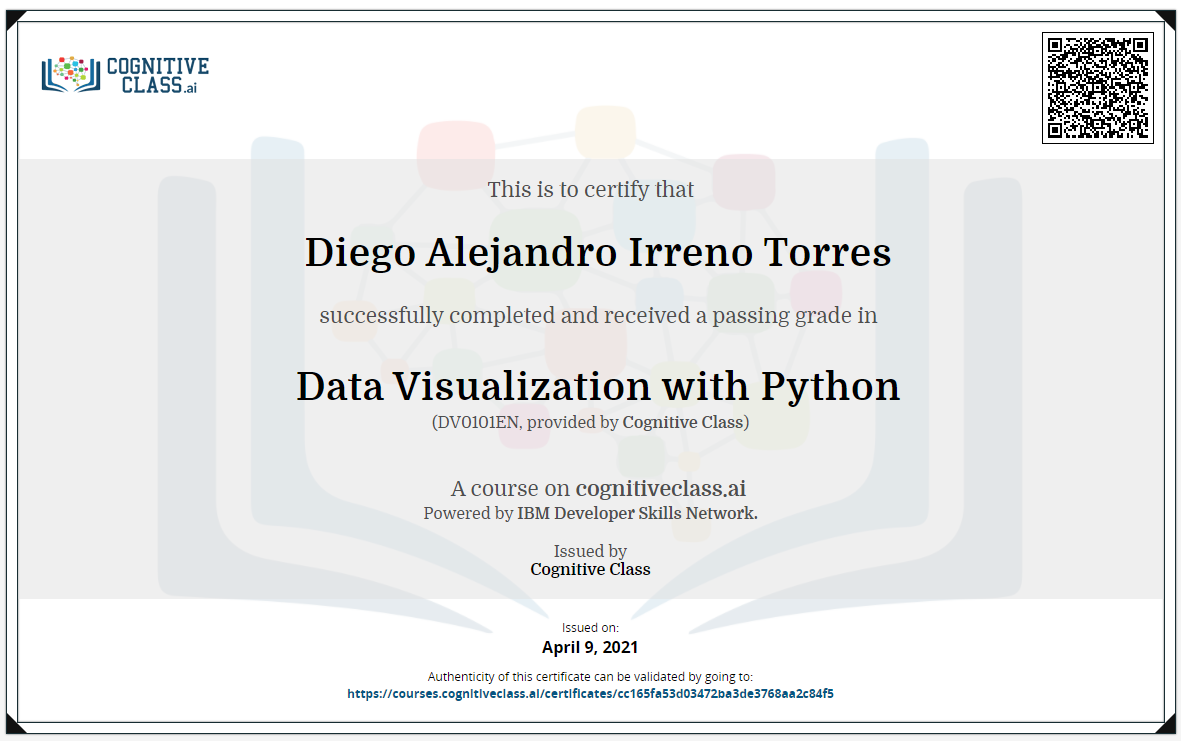 COGNITIVE
CLASS.ai
This is to certify that
Diego Alejandro Irreno Torres
successfully completed and received a passing grade in
Data Visualization with Python
(DV0101EN, provided by Cognitive Class)
A course on cognitiveclass.ai
Powered by IBM Developer Skills Network.
Issued by
Cognitive Class
Issued on:
April 9, 2021
Authenticity of this certificate can be validated by going to:
https://courses.cognitiveclass.ai/certificates/cc165fa53d03472ba3de3768aa2c84f5